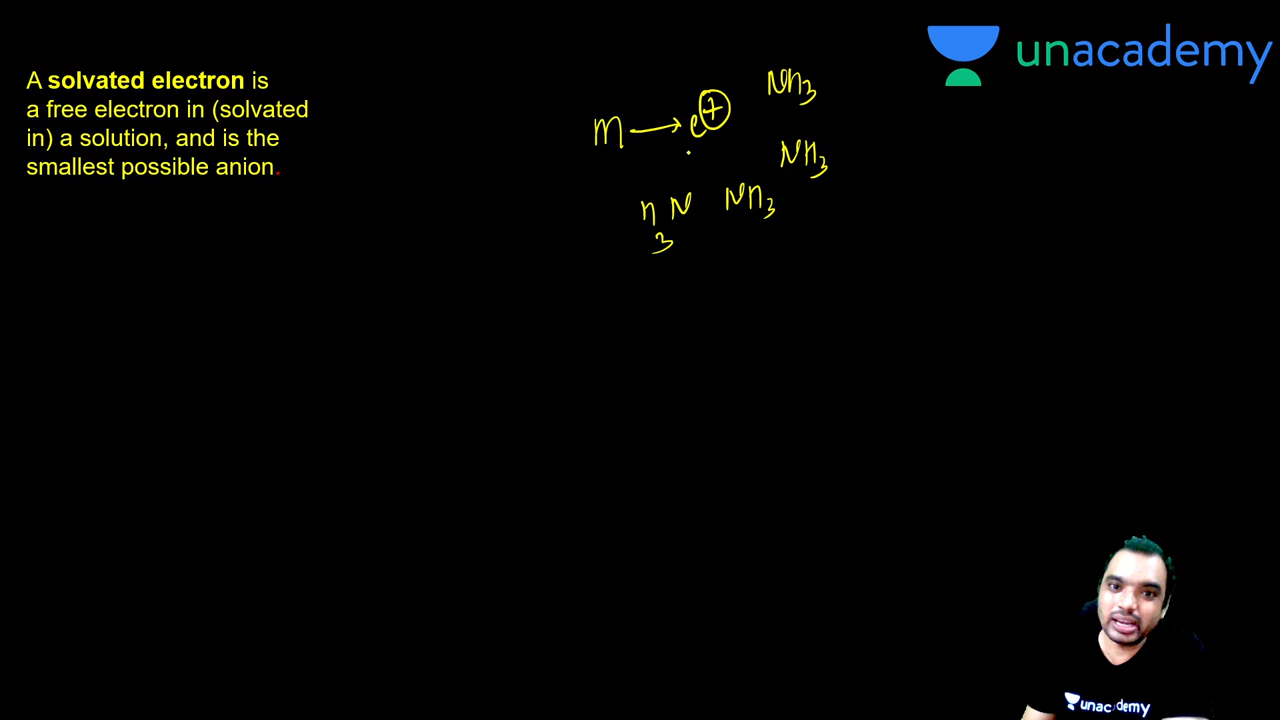 unacademy
A solvated electron is
a free electron in (solvated
in) a solution, and is the
smallest possible anion.
NH3
M → e+
NH3
H3N NH3
unacademy